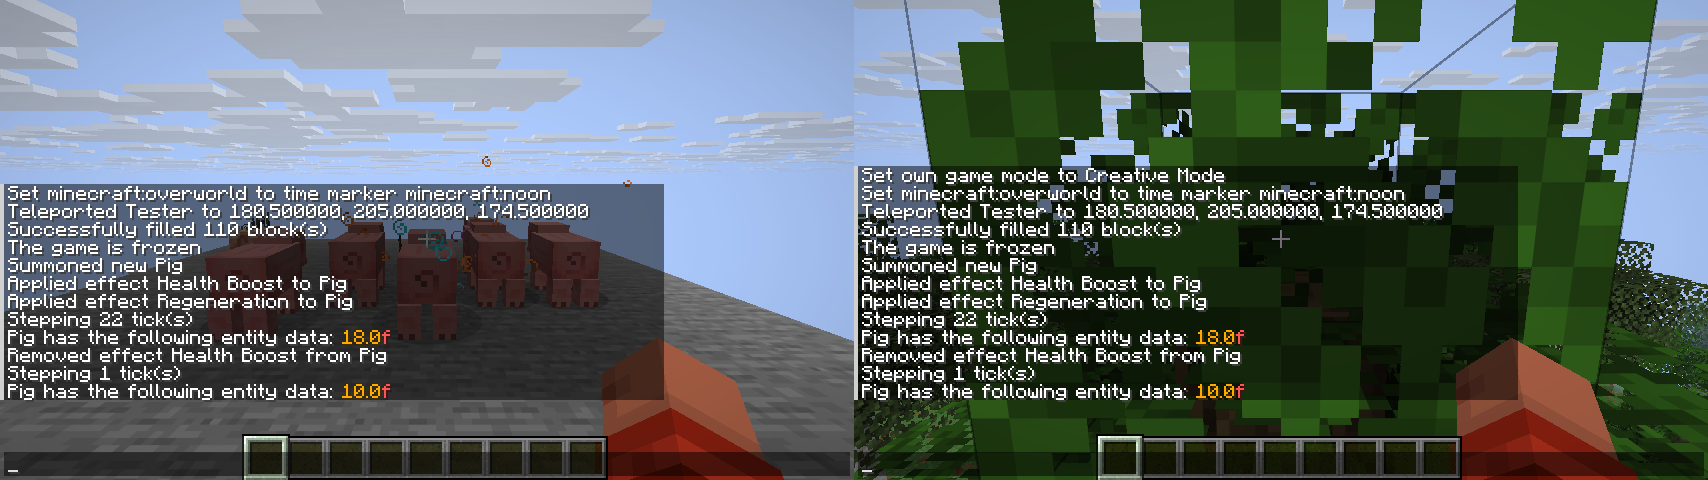 Set minecraft:overworld to time marker minecraft:noon
Teleported Tester to 180.500000, 205.000000, 174.500000
Successfully filled 110 block(s)
The game is frozen
Summoned new Pig
Applied effect Health Boost to Pig
Applied effect Regeneration to Pig
Stepping 22 tick(s)
Pig has the following entity data: 18.0f
Removed effect Health Boost from Pig
Stepping 1 tick(s)
Pig has the following entity data: 10.0f
_
Set own game mode to Creative Mode
Set minecraft:overworld to time marker minecraft:noon
Teleported Tester to 180.500000, 205.000000, 174.500000
Successfully filled 110 block(s)
The game is frozen
Summoned new Pig
Applied effect Health Boost to Pig
Applied effect Regeneration to Pig
Stepping 22 tick(s)
Pig has the following entity data: 18.0f
Removed effect Health Boost from Pig
Stepping 1 tick(s)
Pig has the following entity data: 10.0f
_